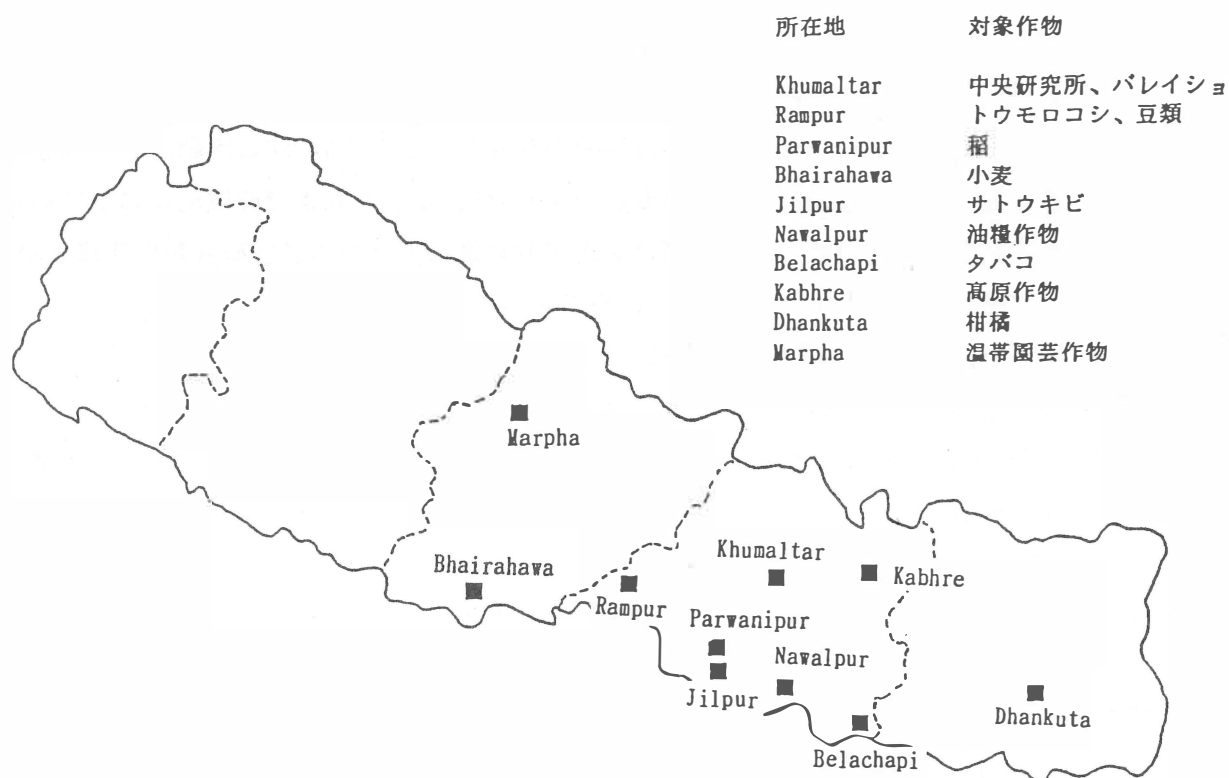 所在地 対象作物
Khumaltar 中央研究所、バレイショ
Rampur トウモロコシ、豆類
Parwanipur 稲
Bhairahawa 小麦
Jilpur サトウキビ
Nawalpur 油糧作物
Belachapi タバコ
Kabhre 高原作物
Dhankuta 柑橘
Marpha 温帯園芸作物
Marpha
Khumaltar
Bhairahawa
Kabhre
Rampur
Parwanipur
Nawalpur
Jilpur
Dhankuta
Belachapi